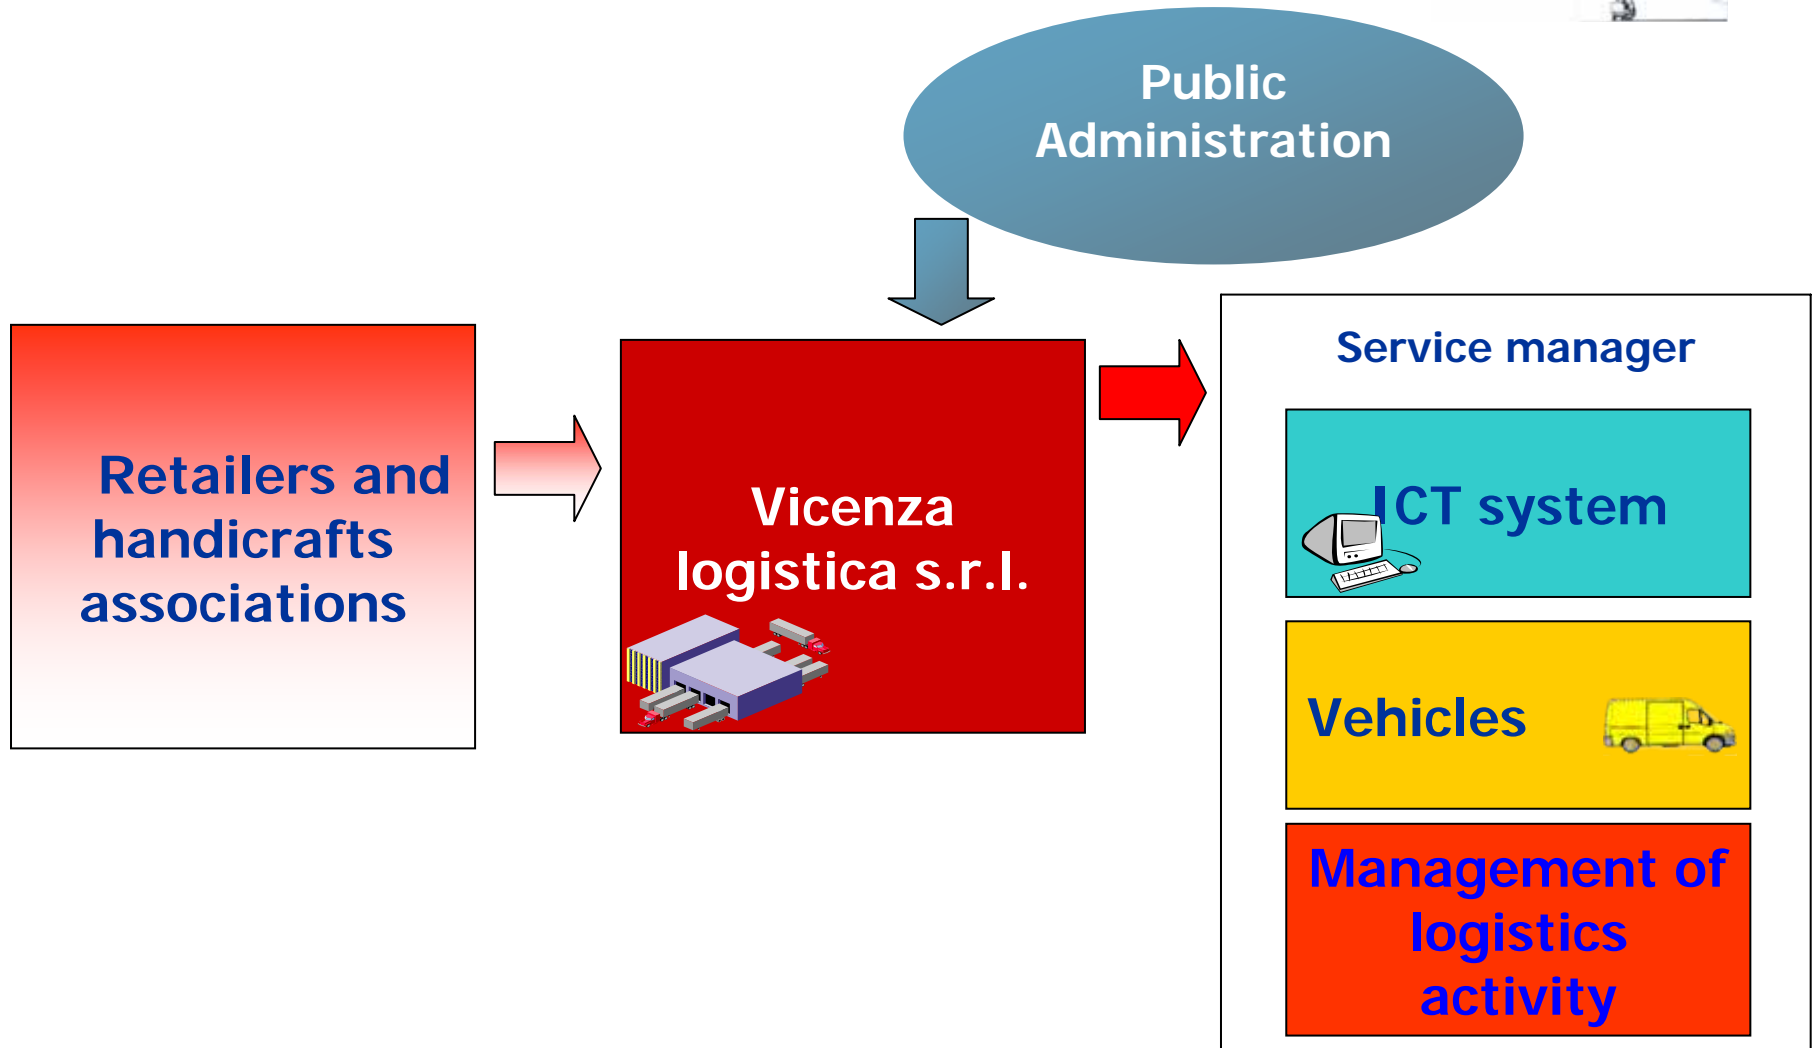 Public
Administration
Retailers and
handicrafts
associations
Vicenza
logistica s.r.l.
Service manager
ICT system
Vehicles
Management of
logistics
activity